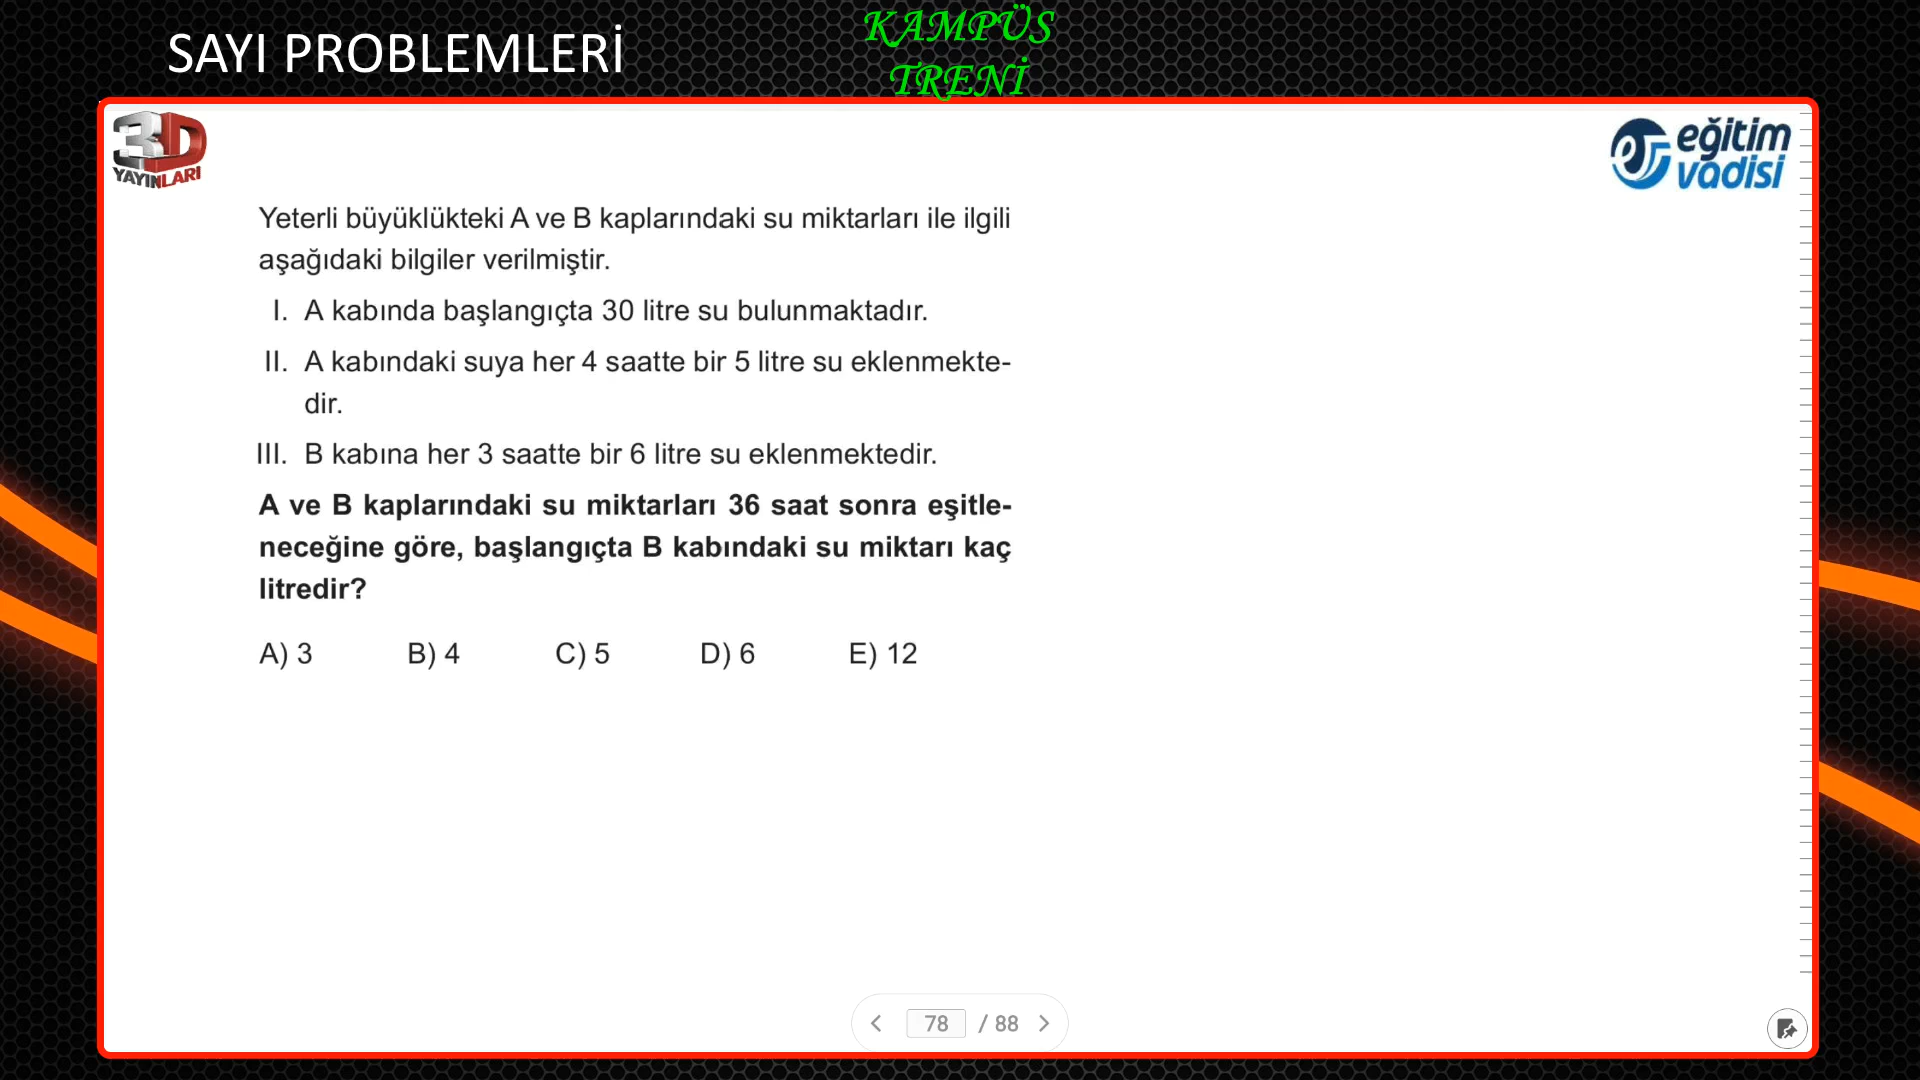 SAYI PROBLEMLERİ
KAMPÜS
TRENİ
3D
YAYINLARI
eğitim
vadisi
Yeterli büyüklükteki A ve B kaplarındaki su miktarları ile ilgili
aşağıdaki bilgiler verilmiştir.
I. A kabında başlangıçta 30 litre su bulunmaktadır.
II. A kabındaki suya her 4 saatte bir 5 litre su eklenmekte-
dir.
III. B kabına her 3 saatte bir 6 litre su eklenmektedir.
A ve B kaplarındaki su miktarları 36 saat sonra eşitle-
neceğine göre, başlangıçta B kabındaki su miktarı kaç
litredir?
A) 3 B) 4 C) 5 D) 6 E) 12
78 / 88